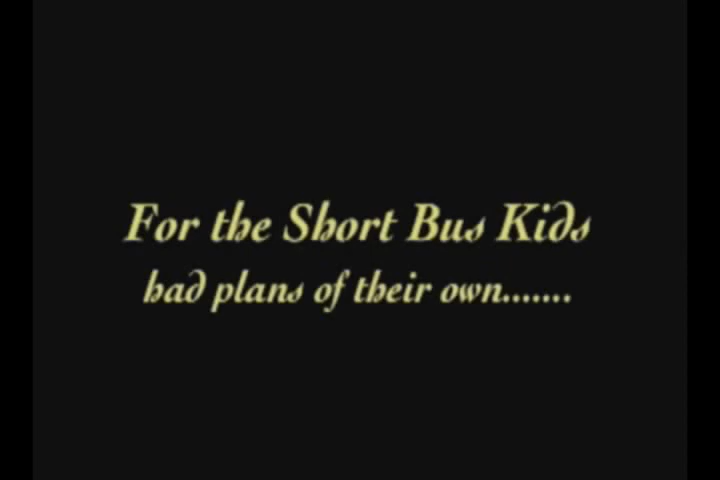 For the Short Bus Kids
had plans of their own.......